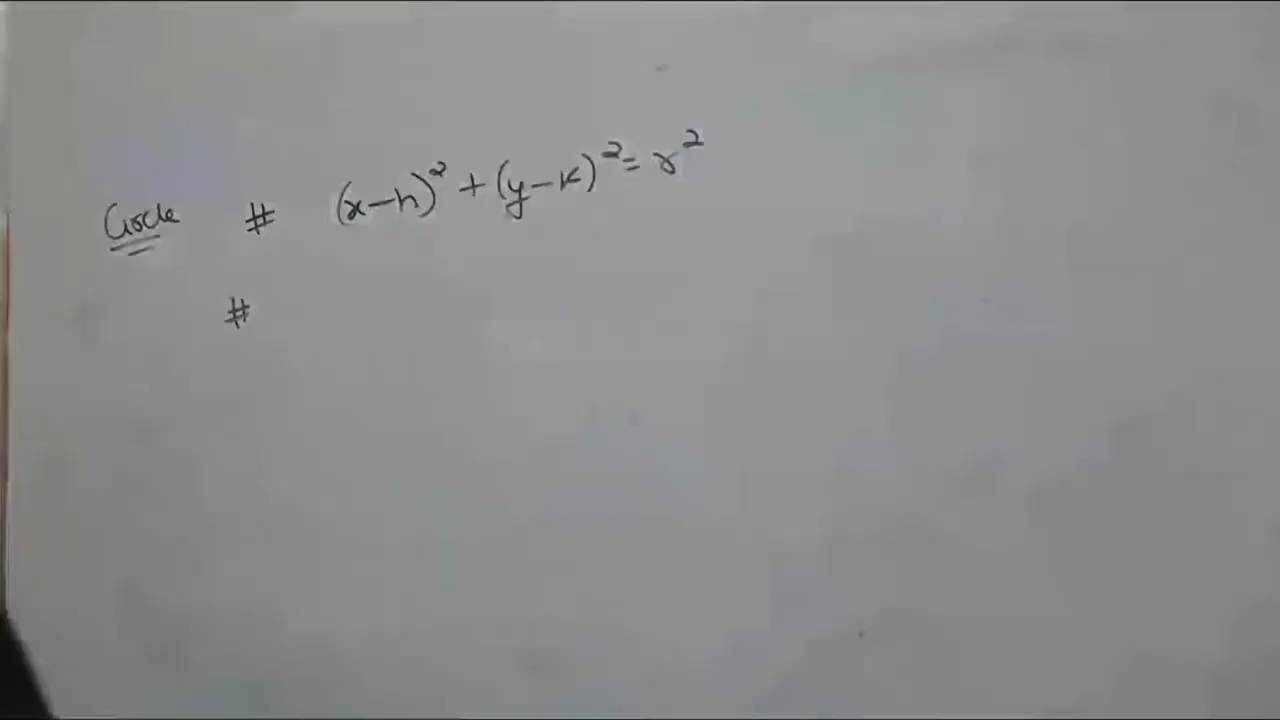 Circle # (x-h)² + (y-k)² = r²
#